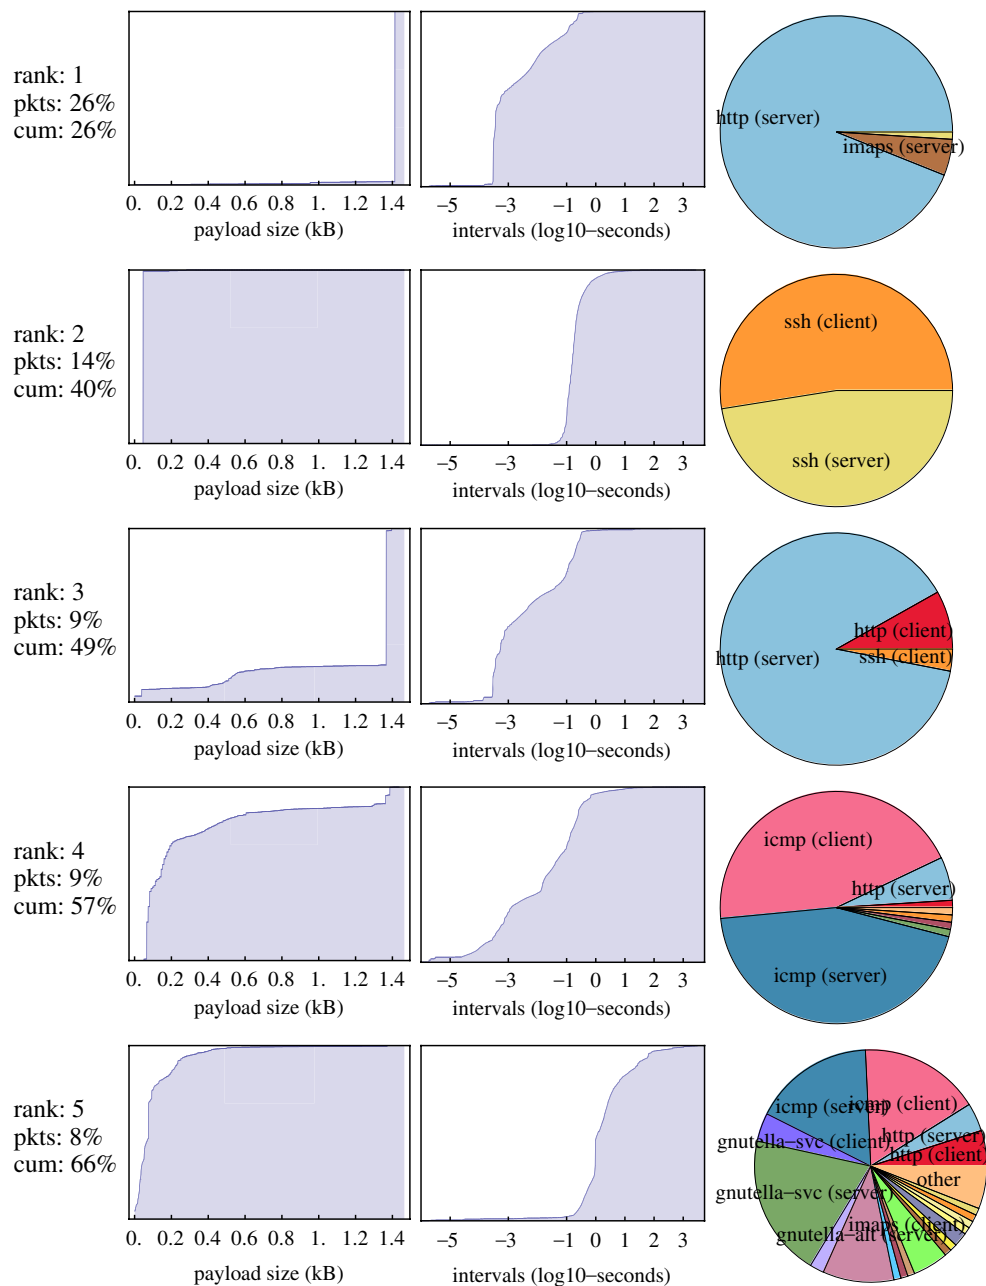 rank: 1
pkts: 26%
cum: 26%
0. 0.2 0.4 0.6 0.8 1. 1.2 1.4
payload size (kB)
−5 −3 −1 0 1 2 3
intervals (log10−seconds)
http (server)
imaps (server)
rank: 2
pkts: 14%
cum: 40%
0. 0.2 0.4 0.6 0.8 1. 1.2 1.4
payload size (kB)
−5 −3 −1 0 1 2 3
intervals (log10−seconds)
ssh (client)
ssh (server)
rank: 3
pkts: 9%
cum: 49%
0. 0.2 0.4 0.6 0.8 1. 1.2 1.4
payload size (kB)
−5 −3 −1 0 1 2 3
intervals (log10−seconds)
http (client)
http (server)
ssh (client)
rank: 4
pkts: 9%
cum: 57%
0. 0.2 0.4 0.6 0.8 1. 1.2 1.4
payload size (kB)
−5 −3 −1 0 1 2 3
intervals (log10−seconds)
icmp (client)
http (server)
icmp (server)
rank: 5
pkts: 8%
cum: 66%
0. 0.2 0.4 0.6 0.8 1. 1.2 1.4
payload size (kB)
−5 −3 −1 0 1 2 3
intervals (log10−seconds)
icmp (server)
icmp (client)
http (server)
gnutella−svc (client)
http (client)
other
gnutella−svc (server)
imaps (client)
gnutella−alt (server)